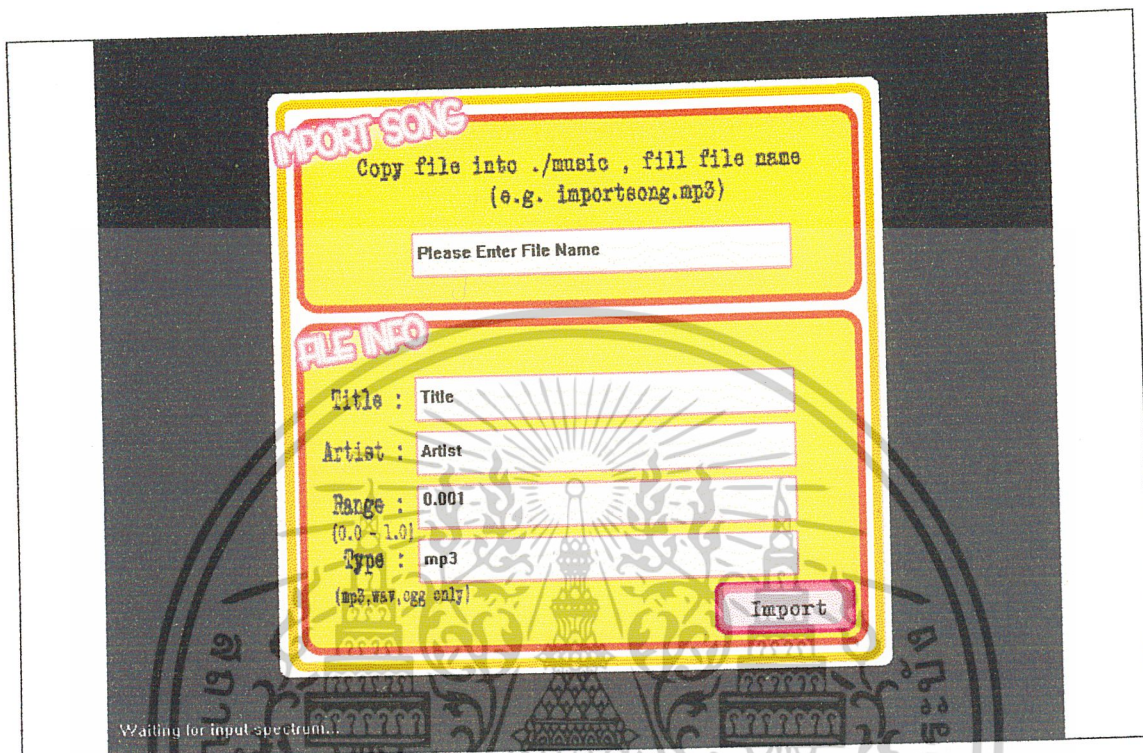 IMPORT SONG
Copy file into ./music , fill file name
(e.g. importsong.mp3)
Please Enter File Name
FILE INFO
Title : Title
Artist : Artist
Range : 0.001
(0.0 - 1.0)
Type : mp3
(mp3,wav,ogg only)
Import
Waiting for input spectrum...